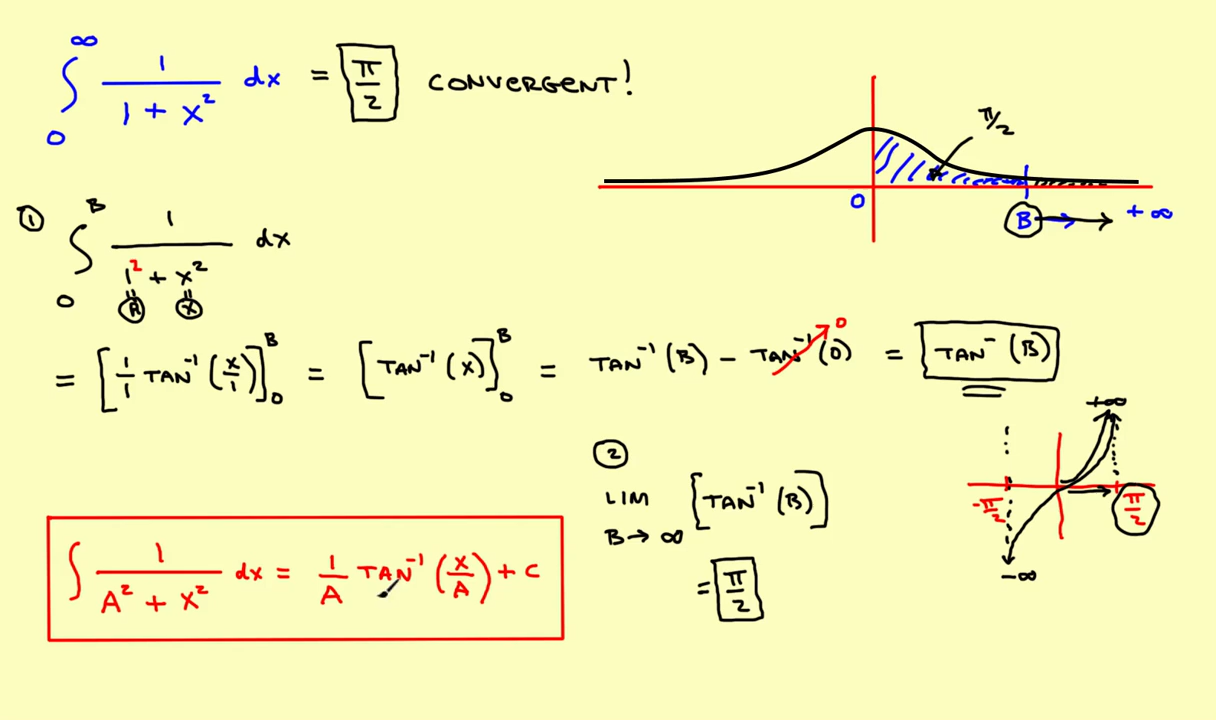 ∫₀^∞ 1/(1 + x²) dx = π/2 CONVERGENT!
π/2
0 B + ∞
① ∫₀^B 1/(1² + x²) dx
A X
= [1/1 TAN⁻¹(x/1)]₀^B = [TAN⁻¹(x)]₀^B = TAN⁻¹(B) − TAN⁻¹(0) 0 = TAN⁻(B)
②
LIM B→∞ [TAN⁻¹(B)]
= π/2
+∞
-π/2 π/2
-∞
∫ 1/(A² + x²) dx = 1/A TAN⁻¹(x/A) + C